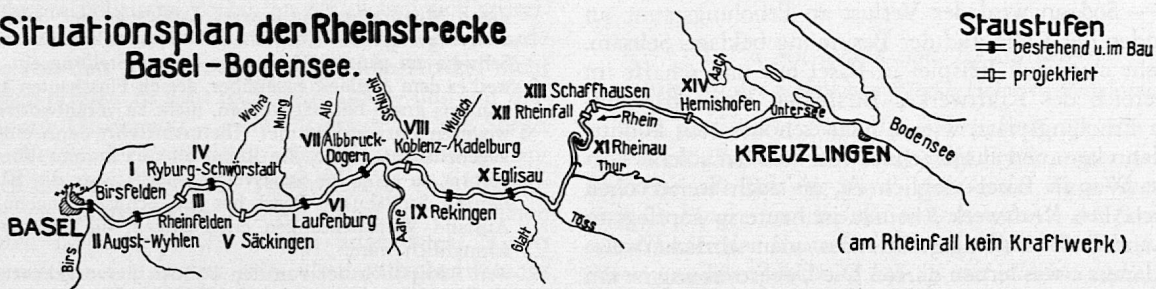 Situationsplan der Rheinstrecke
Basel-Bodensee.
Staustufen
bestehend u. im Bau
projektiert
Wehra
Murg
Alb
Schlücht
Wutach
Aach
I
Birsfelden
BASEL
Birs
II Augst-Wyhlen
III
Rheinfelden
IV
Ryburg-Schwörstadt
V Säckingen
VI
Laufenburg
VII Albbruck-
Dogern
VIII
Koblenz-/Kadelburg
Aare
IX Rekingen
X Eglisau
Glatt
Töss
Thur
XI Rheinau
XII Rheinfall
XIII Schaffhausen
Rhein
XIV
Hemishofen
Untersee
KREUZLINGEN
Bodensee
(am Rheinfall kein Kraftwerk)